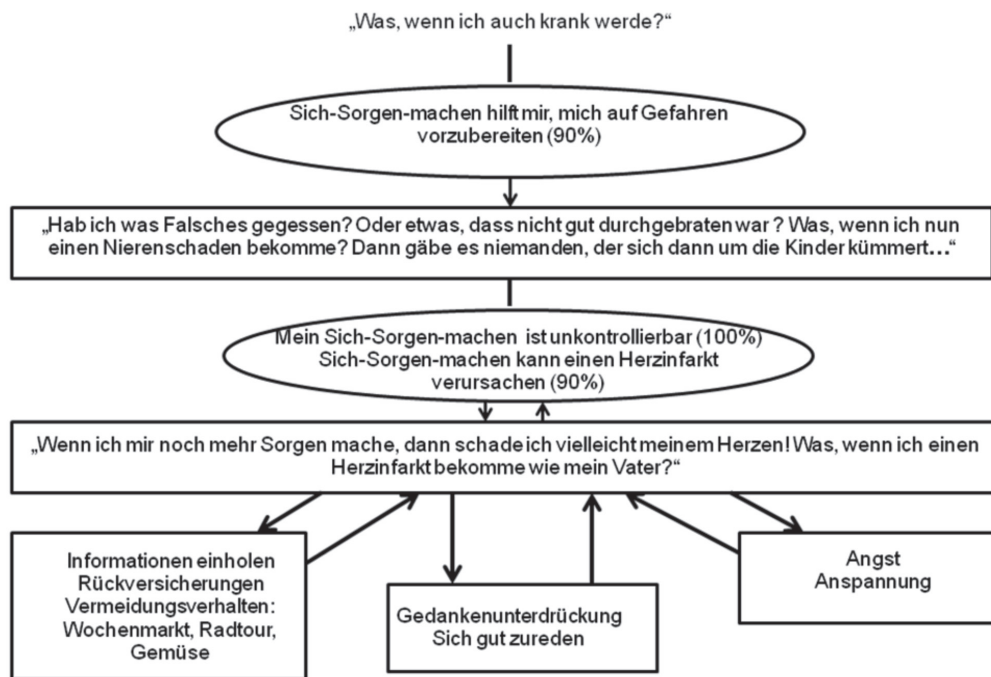 „Was, wenn ich auch krank werde?“
Sich-Sorgen-machen hilft mir, mich auf Gefahren
vorzubereiten (90%)
„Hab ich was Falsches gegessen? Oder etwas, dass nicht gut durchgebraten war ? Was, wenn ich nun
einen Nierenschaden bekomme? Dann gäbe es niemanden, der sich dann um die Kinder kümmert…“
Mein Sich-Sorgen-machen ist unkontrollierbar (100%)
Sich-Sorgen-machen kann einen Herzinfarkt
verursachen (90%)
„Wenn ich mir noch mehr Sorgen mache, dann schade ich vielleicht meinem Herzen! Was, wenn ich einen
Herzinfarkt bekomme wie mein Vater?“
Informationen einholen
Rückversicherungen
Vermeidungsverhalten:
Wochenmarkt, Radtour,
Gemüse
Gedankenunterdrückung
Sich gut zureden
Angst
Anspannung